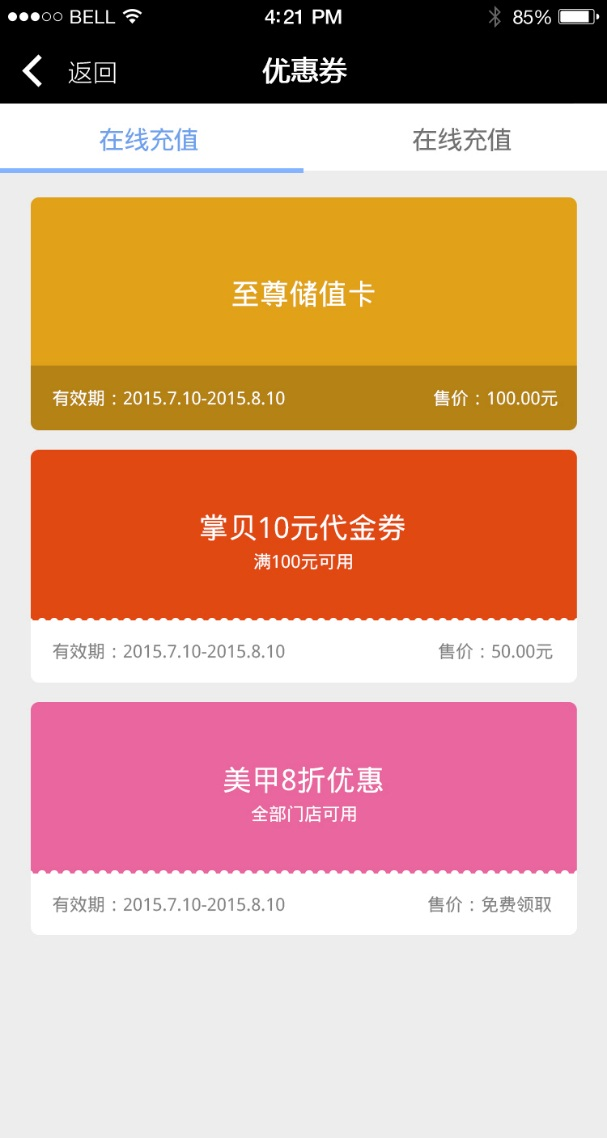 BELL 4:21 PM 85%
返回 优惠券
在线充值 在线充值
至尊储值卡
有效期：2015.7.10-2015.8.10 售价：100.00元
掌贝10元代金券
满100元可用
有效期：2015.7.10-2015.8.10 售价：50.00元
美甲8折优惠
全部门店可用
有效期：2015.7.10-2015.8.10 售价：免费领取